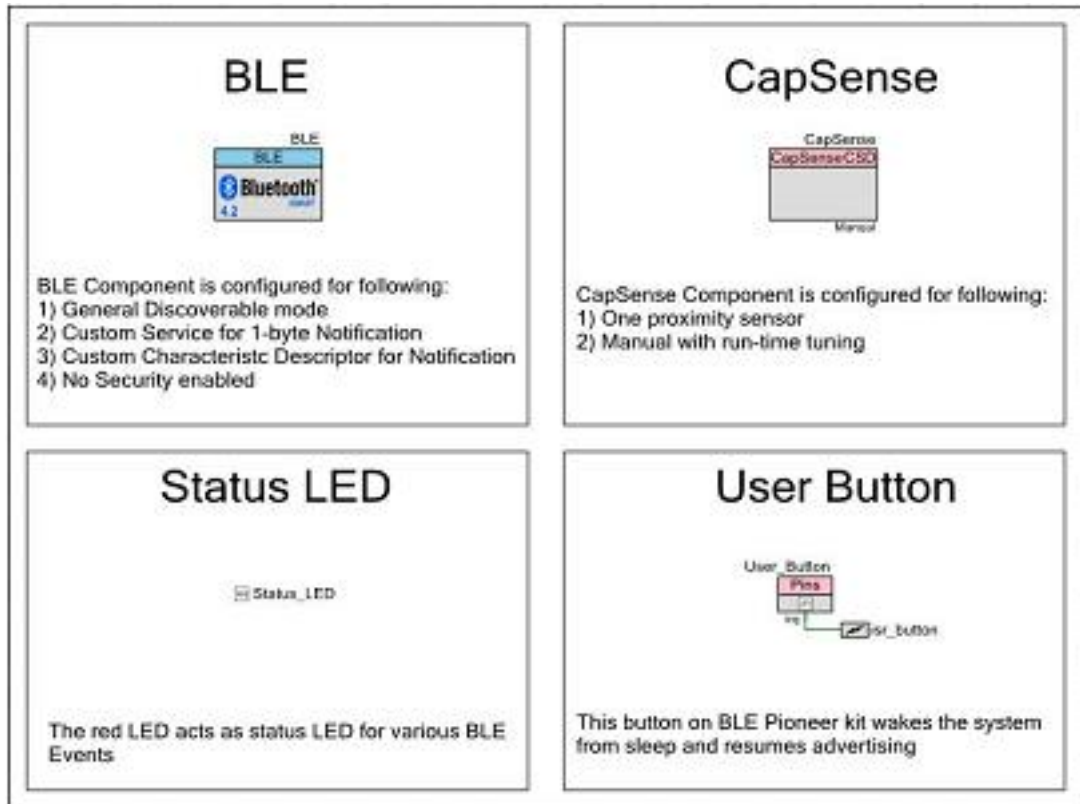 BLE
BLE
BLE
BluetooTh
4.2
BLE Component is configured for following:
1) General Discoverable mode
2) Custom Service for 1-byte Notification
3) Custom Characteristc Descriptor for Notification
4) No Security enabled
CapSense
CapSense
CapSenseCSD
Manual
CapSense Component is configured for following:
1) One proximity sensor
2) Manual with run-time tuning
Status LED
Status_LED
The red LED acts as status LED for various BLE
Events
User Button
User_Button
Pins
irq
isr_button
This button on BLE Pioneer kit wakes the system
from sleep and resumes advertising